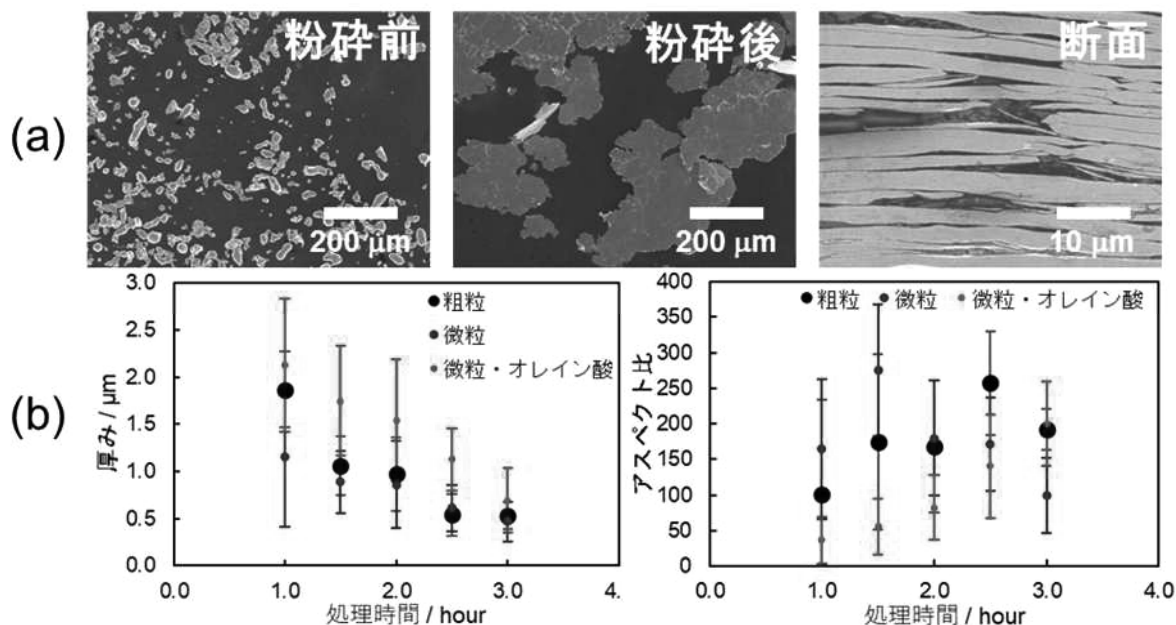 (a)
粉砕前
200 μm
粉砕後
200 μm
断面
10 μm
(b)
厚み / μm
3.0
2.5
2.0
1.5
1.0
0.5
0.0
粗粒
微粒
微粒・オレイン酸
0.0
1.0
2.0
3.0
4.
処理時間 / hour
アスペクト比
400
350
300
250
200
150
100
50
0
粗粒 微粒 微粒・オレイン酸
0.0
1.0
2.0
3.0
4.0
処理時間 / hour